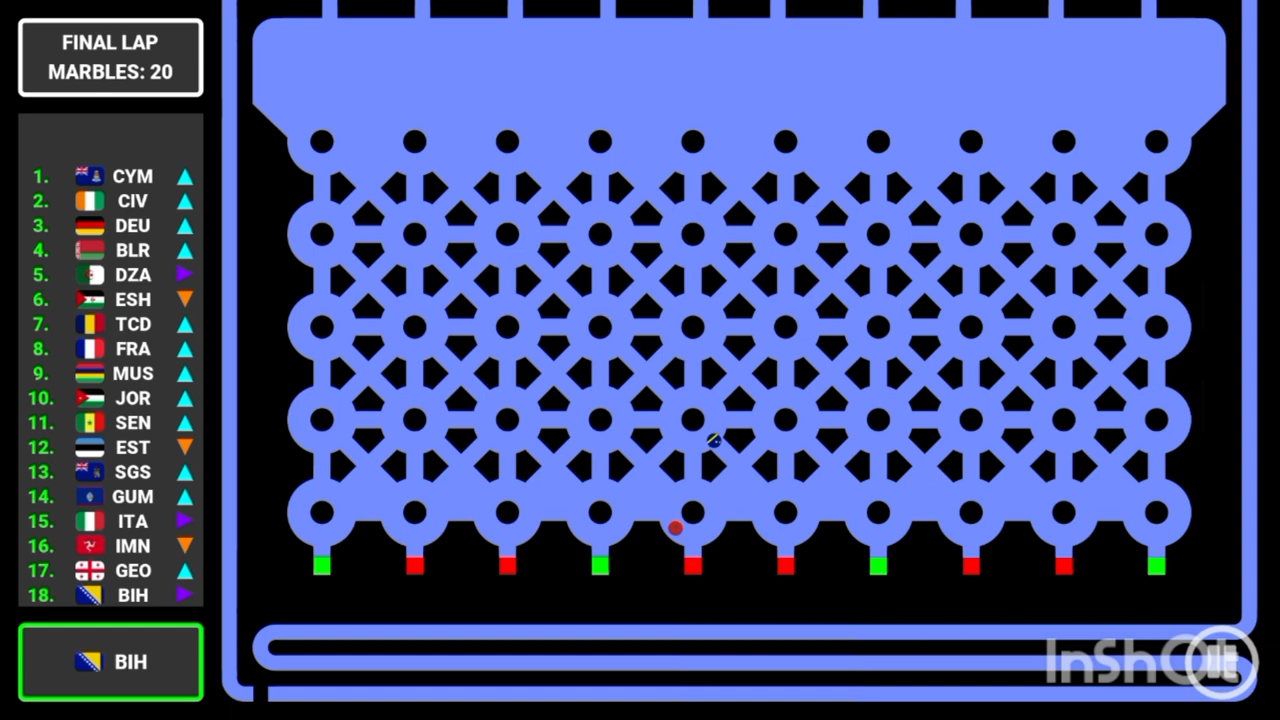 FINAL LAP
MARBLES: 20
1. CYM
2. CIV
3. DEU
4. BLR
5. DZA
6. ESH
7. TCD
8. FRA
9. MUS
10. JOR
11. SEN
12. EST
13. SGS
14. GUM
15. ITA
16. IMN
17. GEO
18. BIH
BIH
InShOt